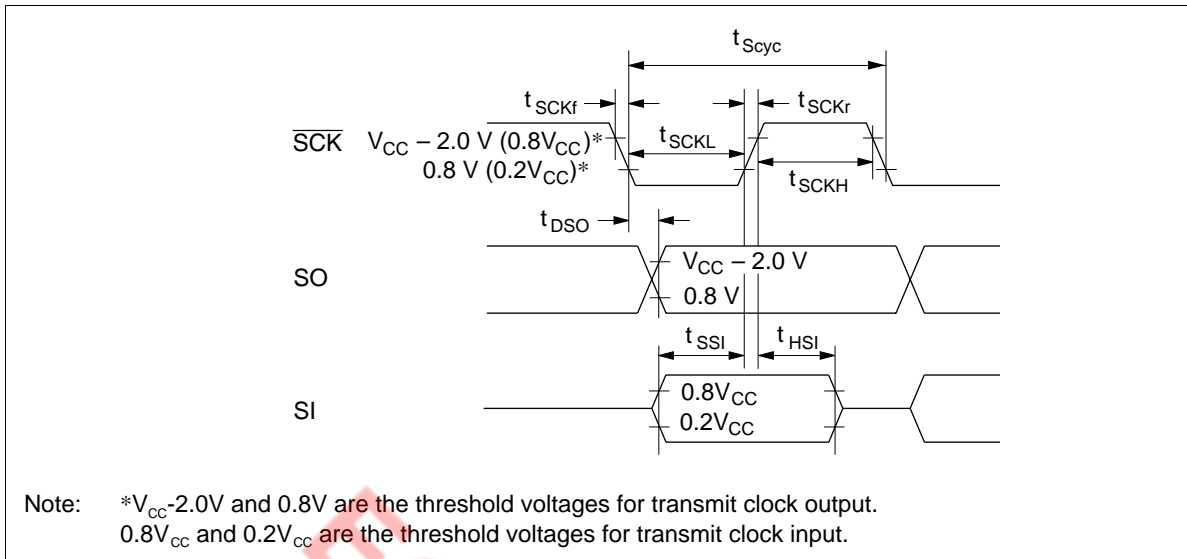 tScyc
tSCKf
tSCKr
SCK VCC – 2.0 V (0.8VCC)*
tSCKL
0.8 V (0.2VCC)*
tSCKH
tDSO
SO
VCC – 2.0 V
0.8 V
tSSI
tHSI
SI
0.8VCC
0.2VCC
Note: *VCC-2.0V and 0.8V are the threshold voltages for transmit clock output.
0.8VCC and 0.2VCC are the threshold voltages for transmit clock input.